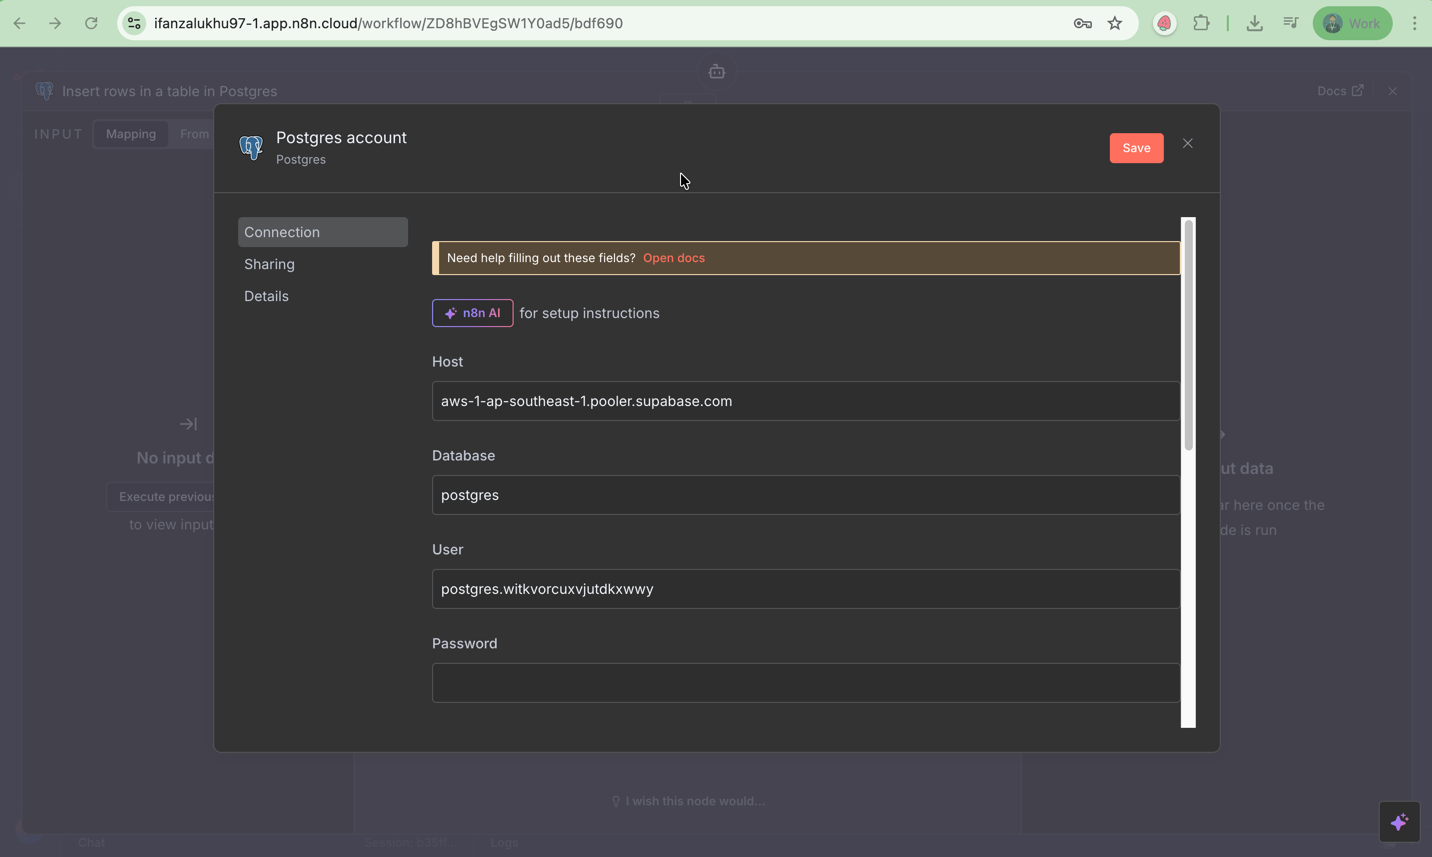 ifanzalukhu97-1.app.n8n.cloud/workflow/ZD8hBVEgSW1Y0ad5/bdf690
Work
Insert rows in a table in Postgres
Docs
INPUT
Mapping
From
Postgres account
Postgres
Save
Connection
Sharing
Details
Need help filling out these fields? Open docs
n8n AI for setup instructions
Host
aws-1-ap-southeast-1.pooler.supabase.com
Database
postgres
User
postgres.witkvorcuxvjutdkxwwy
Password
No input d
Execute previou
to view input
ut data
ar here once the
de is run
I wish this node would...
Chat
Session:
Logs